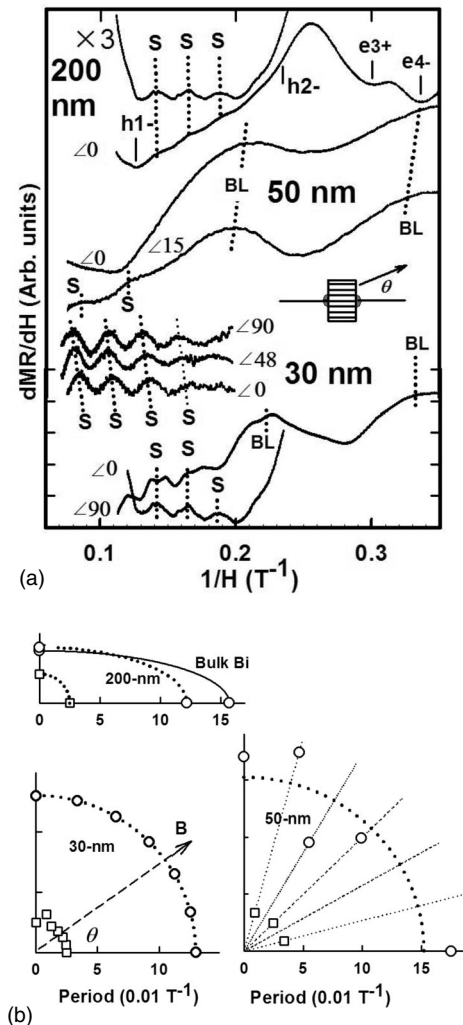 ×3
200
nm
S
S
S
e3+
e4-
h1-
h2-
∠0
BL
50 nm
BL
BL
∠0
∠15
S
θ
∠90
∠48
30 nm
BL
∠0
S
S
S
S
S
S
∠0
BL
S
∠90
dMR/dH (Arb. units)
0.1
0.2
0.3
(a)
1/H (T⁻¹)
Bulk Bi
200-nm
0
5
10
15
30-nm
B
50-nm
θ
0
5
10
15
0
5
10
15
Period (0.01 T⁻¹)
Period (0.01 T⁻¹)
(b)